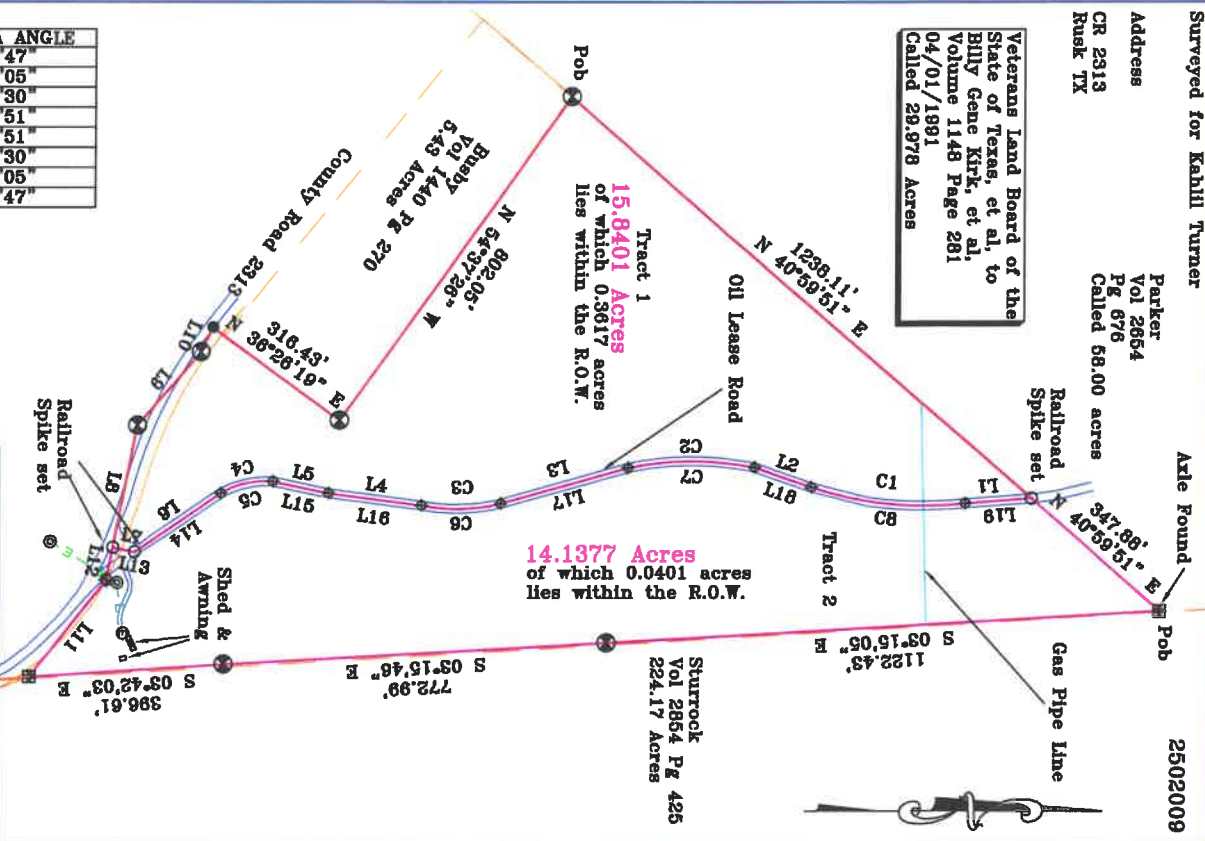 Surveyed for Kahlil Turner
Address
CR 2313
Rusk TX
2502009
Veterans Land Board of the
State of Texas, et al, to
Billy Gene Kirk, et al,
Volume 1148 Page 281
04/01/1991
Called 29.978 Acres
Parker
Vol 2654
Pg 676
Called 58.00 acres
Axle Found
Pob
Railroad
Spike set
347.88'
N 40°59'51" E
1238.11'
N 40°59'51" E
Pob
Gas Pipe Line
Oil Lease Road
Tract 1
15.8401 Acres
of which 0.3617 acres
lies within the R.O.W.
Tract 2
14.1377 Acres
of which 0.0401 acres
lies within the R.O.W.
802.05'
N 54°37'26" W
Busby
Vol 1440 Pg 270
5.43 Acres
County Road 2313
316.43'
N 36°26'19" E
Sturrock
Vol 2854 Pg 425
224.17 Acres
S 03°15'05" E
1122.43'
S 03°15'46" E
772.99'
S 03°42'03" E
396.61'
Shed &
Awning
Railroad
Spike set
L1
L19
C1
C8
L2
L18
C2
C7
L3
L17
C3
C6
L4
L16
L5
L15
C4
C5
L6
L14
L7
L13
L8
L9
L10
L12
L11
E
A ANGLE
'47"
'05"
'30"
'51"
'51"
'30"
'05"
'47"